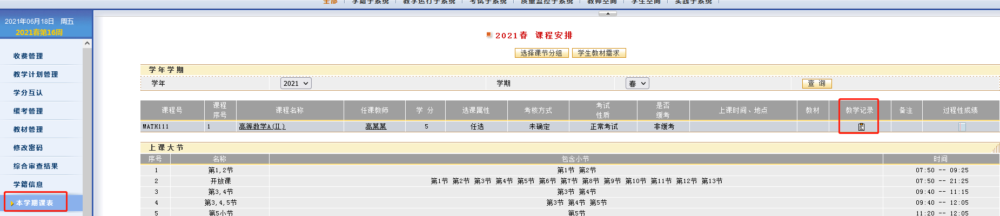 全部 学籍子系统 教学运行子系统 考试子系统 质量监控子系统 教师空间 学生空间 实践子系统
2021年06月18日 周五
2021春第16周
收费管理
教学计划管理
学分互认
缓考管理
教材管理
修改密码
综合审查结果
学籍信息
本学期课表
2021春 课程安排
选择课节分组 学生教材需求
学年学期
学年 2021 学期 春 查 询
课程号 课程序号 课程名称 任课教师 学 分 选课属性 考核方式 考试性质 是否缓考 上课时间、地点 教材 教学记录 备注 过程性成绩
MATH111 1 高等数学A(Ⅱ) 高某某 5 任选 未确定 正常考试 非缓考
上课大节
序号 名称 包含小节 时间
1 第1,2节 第1节 第2节 07:50 -- 09:25
2 开放课 第1节 第2节 第3节 第4节 第5节 第6节 第7节 第8节 第9节 第10节 第11节 第12节 第13节 07:50 -- 21:25
3 第3,4节 第3节 第4节 09:40 -- 11:15
4 第3,4,5节 第3节 第4节 第5节 09:40 -- 12:05
5 第5小节 第5节 11:20 -- 12:05